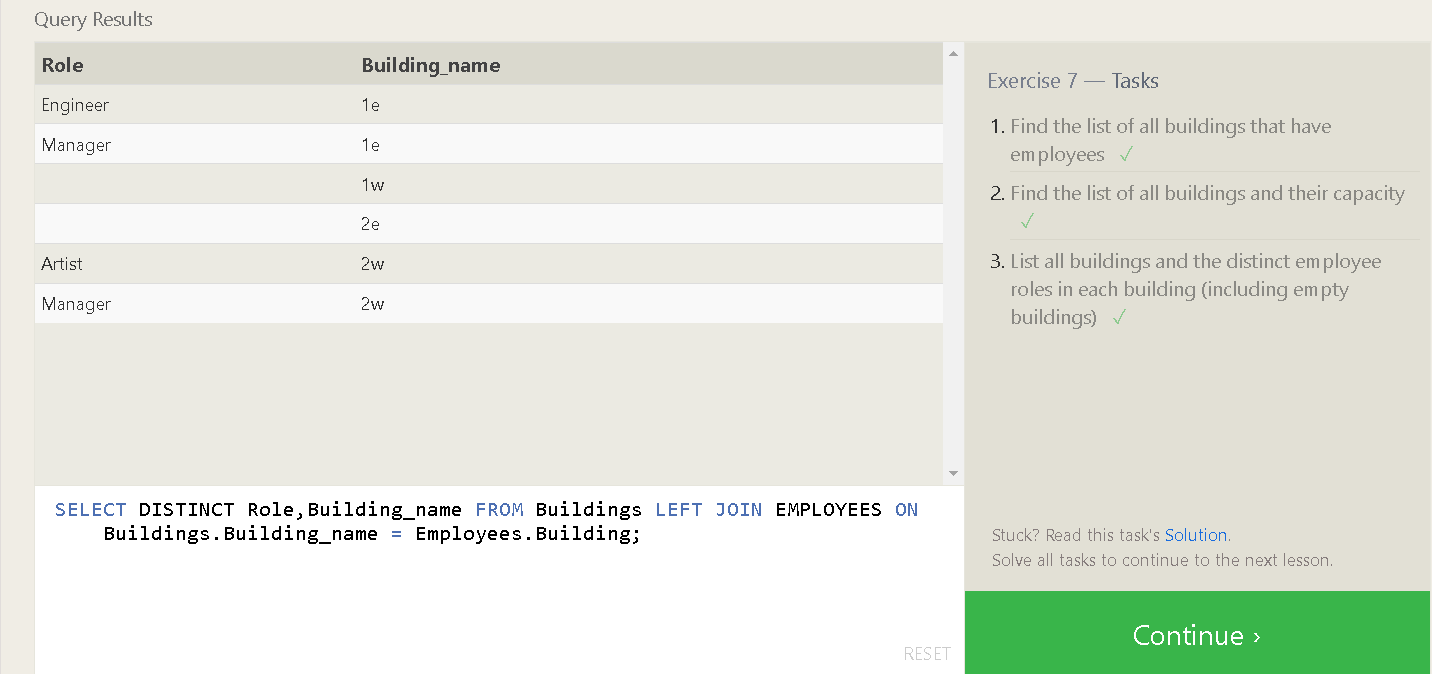 Query Results
Role Building_name
Engineer 1e
Manager 1e
1w
2e
Artist 2w
Manager 2w
SELECT DISTINCT Role,Building_name FROM Buildings LEFT JOIN EMPLOYEES ON
Buildings.Building_name = Employees.Building;
RESET
Exercise 7 — Tasks
1. Find the list of all buildings that have
employees ✓
2. Find the list of all buildings and their capacity
✓
3. List all buildings and the distinct employee
roles in each building (including empty
buildings) ✓
Stuck? Read this task's Solution.
Solve all tasks to continue to the next lesson.
Continue ›